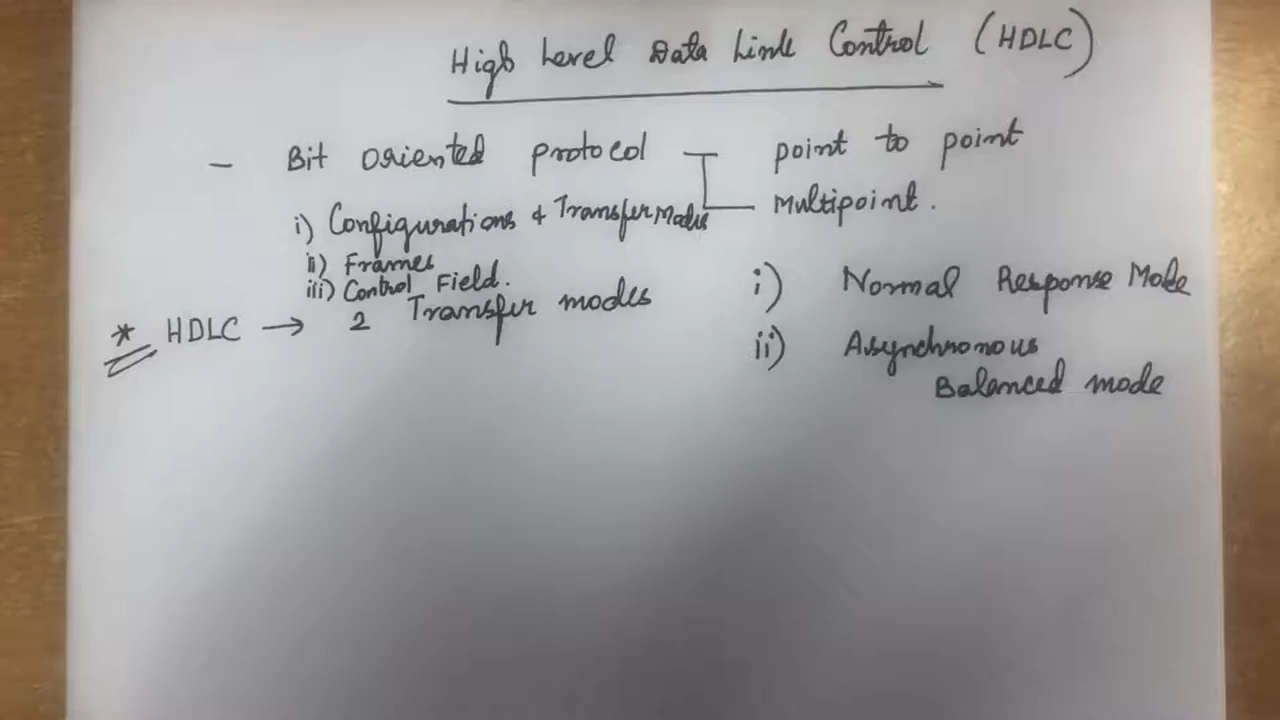 High Level Data Link Control (HDLC)
- Bit oriented protocol point to point
Multipoint.
i) Configurations & Transfer Modes
ii) Frames
iii) Control Field.
* HDLC → 2 Transfer modes
i) Normal Response Mode
ii) Asynchronous
Balanced mode